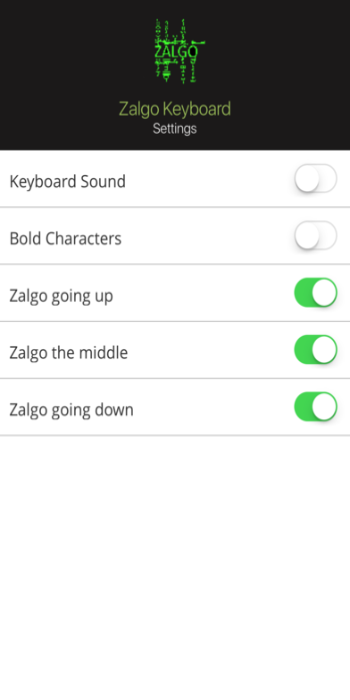 ZALGO
Zalgo Keyboard
Settings
Keyboard Sound
Bold Characters
Zalgo going up
Zalgo the middle
Zalgo going down